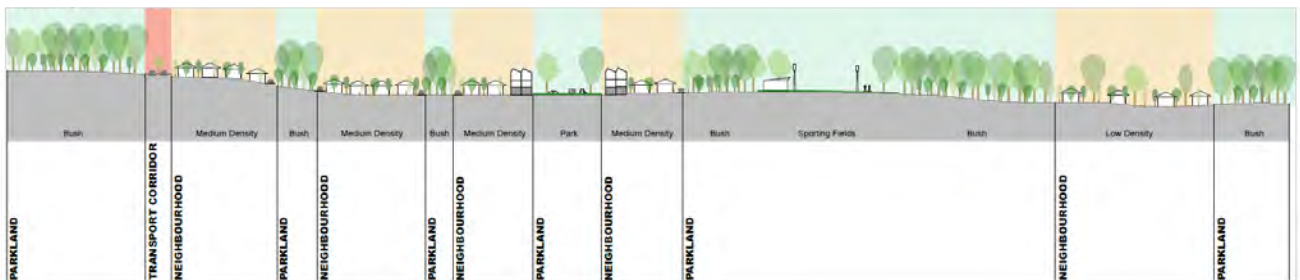 Bush
Medium Density
Bush
Medium Density
Bush
Medium Density
Park
Medium Density
Bush
Sporting Fields
Bush
Low Density
Bush
PARKLAND
TRANSPORT CORRIDOR
NEIGHBOURHOOD
PARKLAND
NEIGHBOURHOOD
PARKLAND
NEIGHBOURHOOD
PARKLAND
NEIGHBOURHOOD
PARKLAND
NEIGHBOURHOOD
PARKLAND